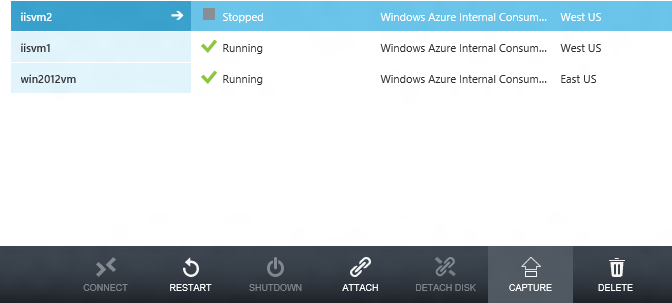 iisvm2 Stopped Windows Azure Internal Consum... West US
iisvm1 Running Windows Azure Internal Consum... West US
win2012vm Running Windows Azure Internal Consum... East US
CONNECT RESTART SHUTDOWN ATTACH DETACH DISK CAPTURE DELETE